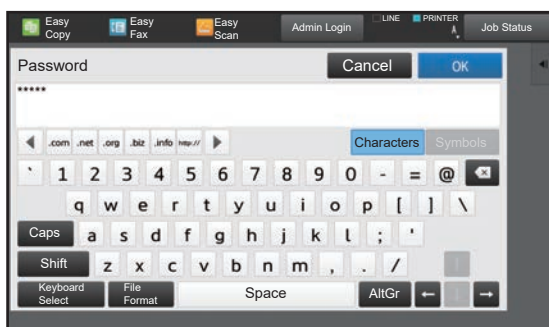 Easy Copy
Easy Fax
Easy Scan
Admin Login
LINE
PRINTER
Job Status
Password
Cancel
OK
*****
.com .net .org .biz .info http://
Characters
Symbols
` 1 2 3 4 5 6 7 8 9 0 - = @
q w e r t y u i o p [ ] \
Caps a s d f g h j k l ; '
Shift z x c v b n m , . / ↑
Keyboard Select
File Format
Space
AltGr ← ↓ →